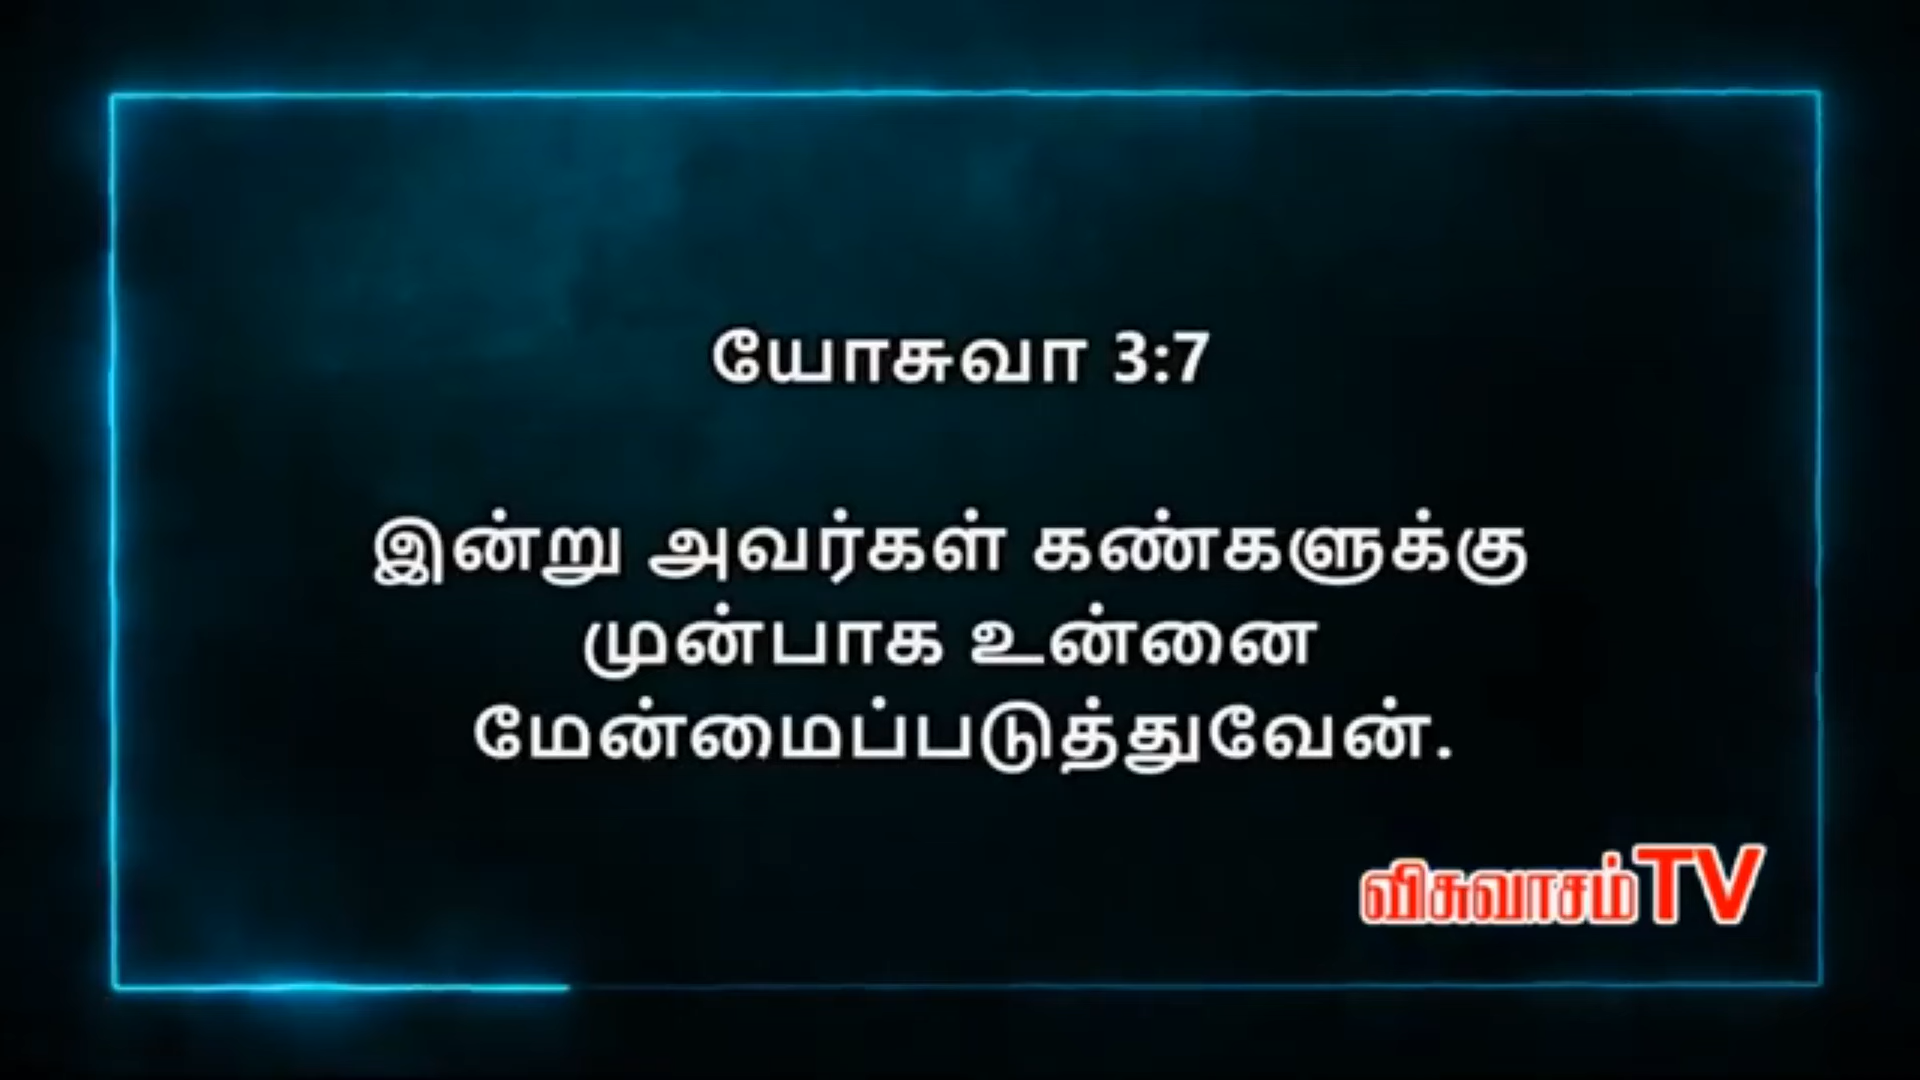 யோசுவா 3:7
இன்று அவர்கள் கண்களுக்கு
முன்பாக உன்னை
மேன்மைப்படுத்துவேன்.
விசுவாசம்TV